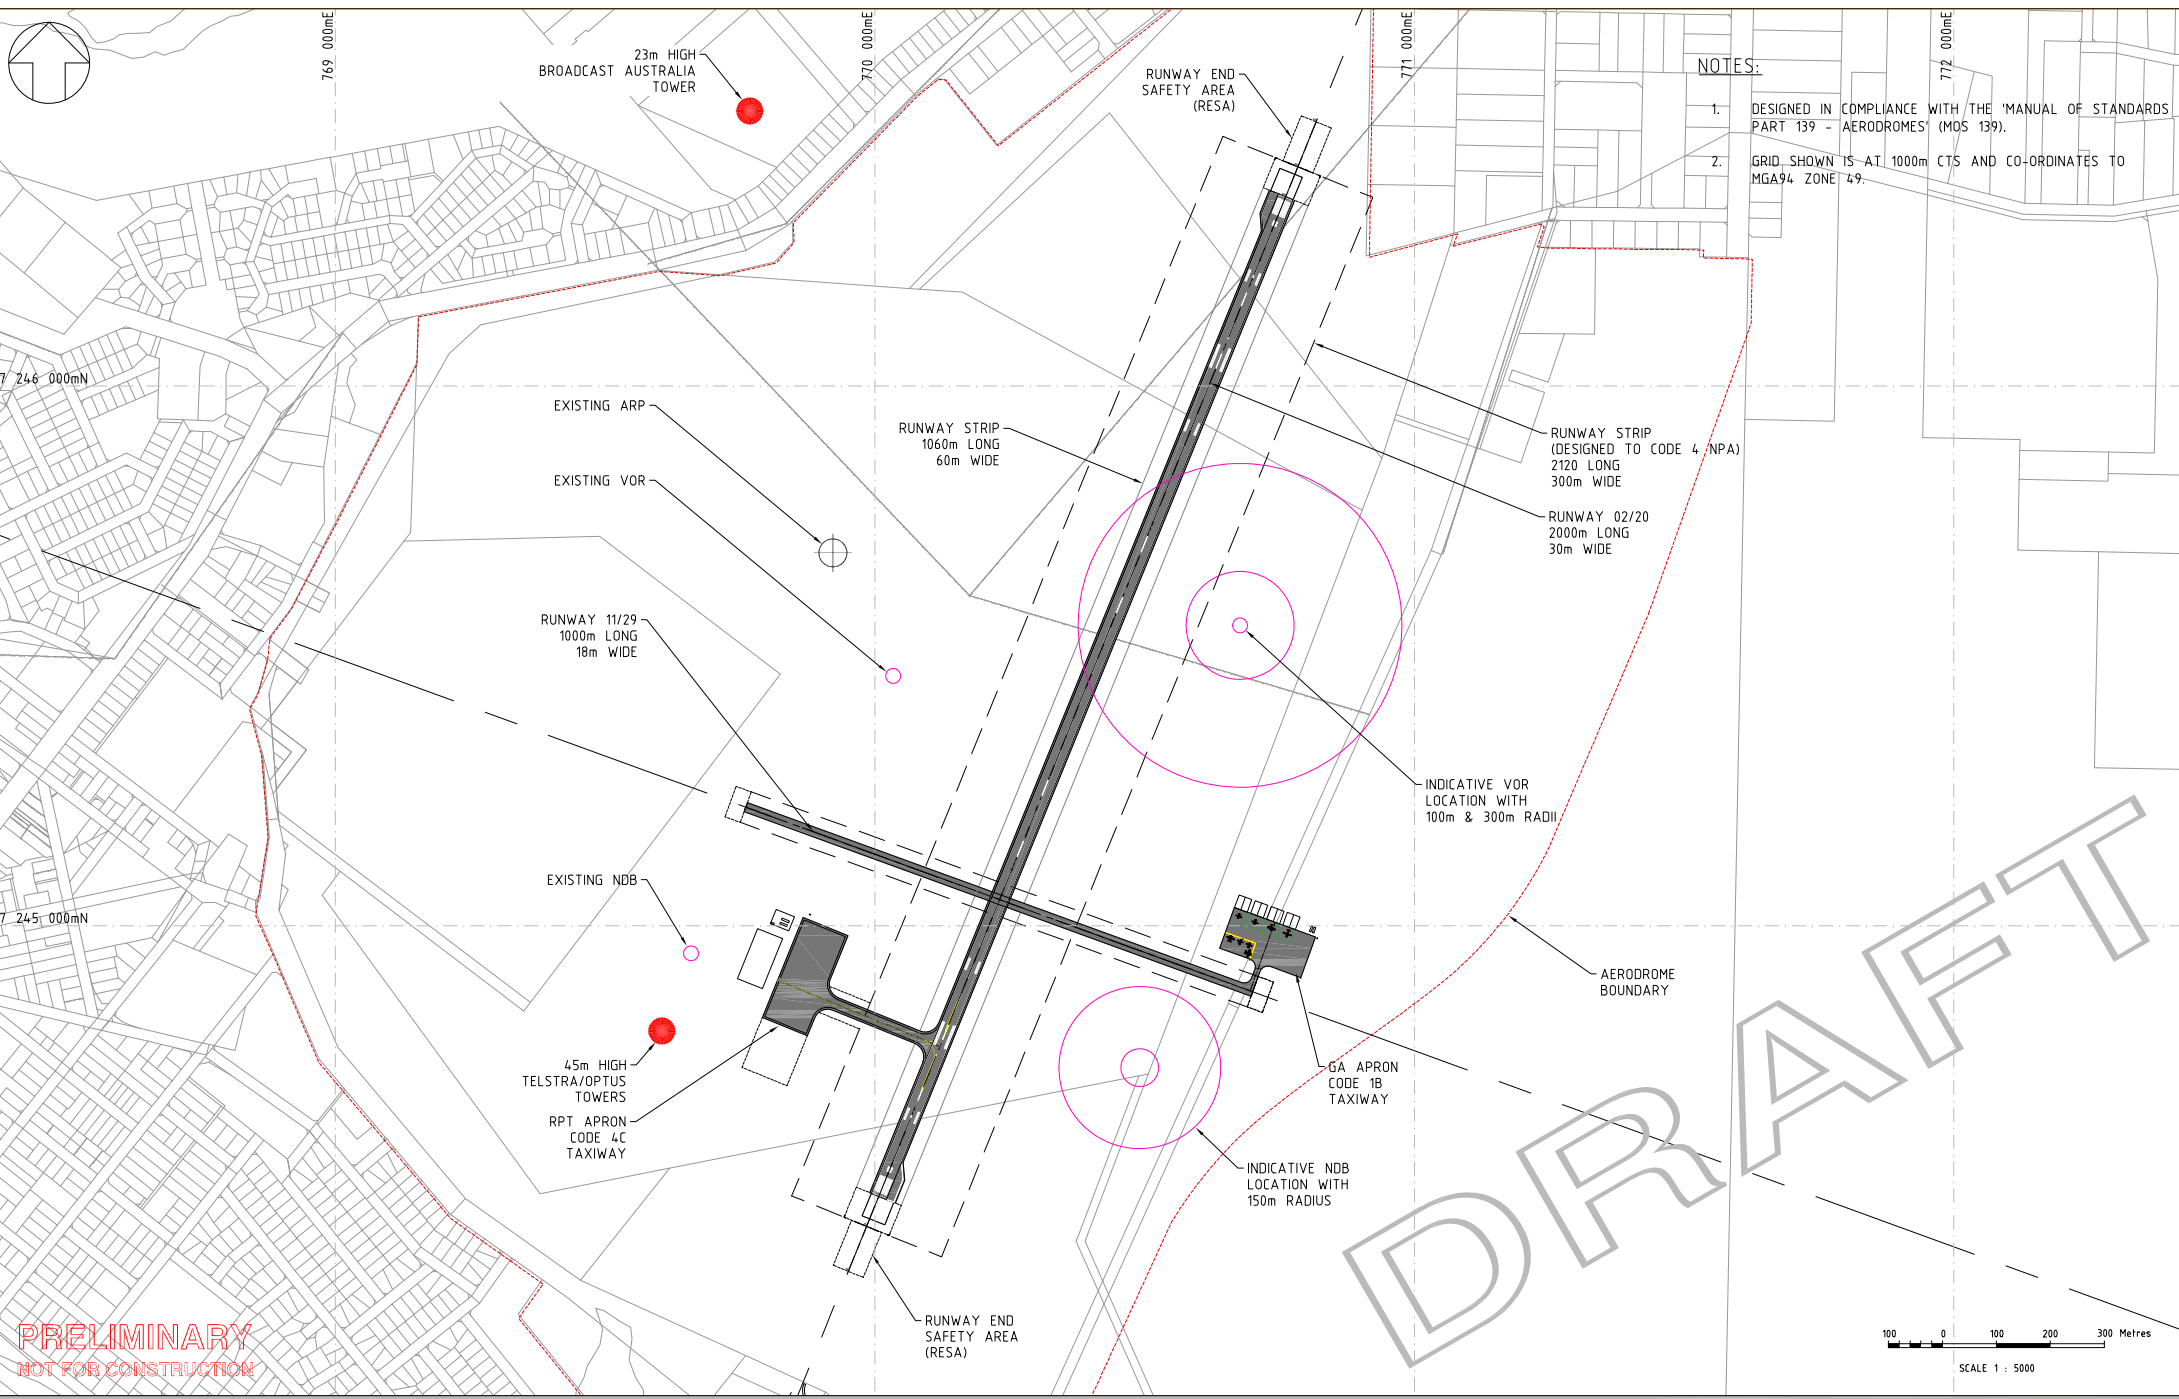 769 000mE
770 000mE
771 000mE
772 000mE
23m HIGH
BROADCAST AUSTRALIA
TOWER
RUNWAY END
SAFETY AREA
(RESA)
NOTES:
1. DESIGNED IN COMPLIANCE WITH THE 'MANUAL OF STANDARDS
PART 139 - AERODROMES' (MOS 139).
2. GRID SHOWN IS AT 1000m CTS AND CO-ORDINATES TO
MGA94 ZONE 49.
7 246 000mN
EXISTING ARP
RUNWAY STRIP
1060m LONG
60m WIDE
RUNWAY STRIP
(DESIGNED TO CODE 4 NPA)
2120 LONG
300m WIDE
EXISTING VOR
RUNWAY 02/20
2000m LONG
30m WIDE
RUNWAY 11/29
1000m LONG
18m WIDE
INDICATIVE VOR
LOCATION WITH
100m & 300m RADII
EXISTING NDB
7 245 000mN
AERODROME
BOUNDARY
45m HIGH
TELSTRA/OPTUS
TOWERS
GA APRON
CODE 1B
TAXIWAY
RPT APRON
CODE 4C
TAXIWAY
INDICATIVE NDB
LOCATION WITH
150m RADIUS
DRAFT
RUNWAY END
SAFETY AREA
(RESA)
PRELIMINARY
NOT FOR CONSTRUCTION
100 0 100 200 300 Metres
SCALE 1 : 5000